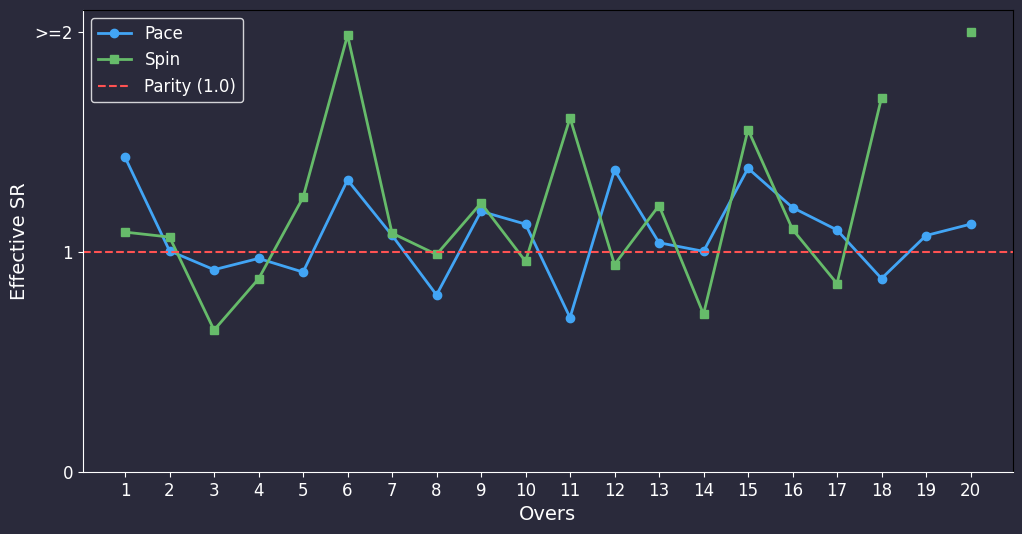 Pace
Spin
Parity (1.0)
>=2
1
0
Effective SR
1 2 3 4 5 6 7 8 9 10 11 12 13 14 15 16 17 18 19 20
Overs